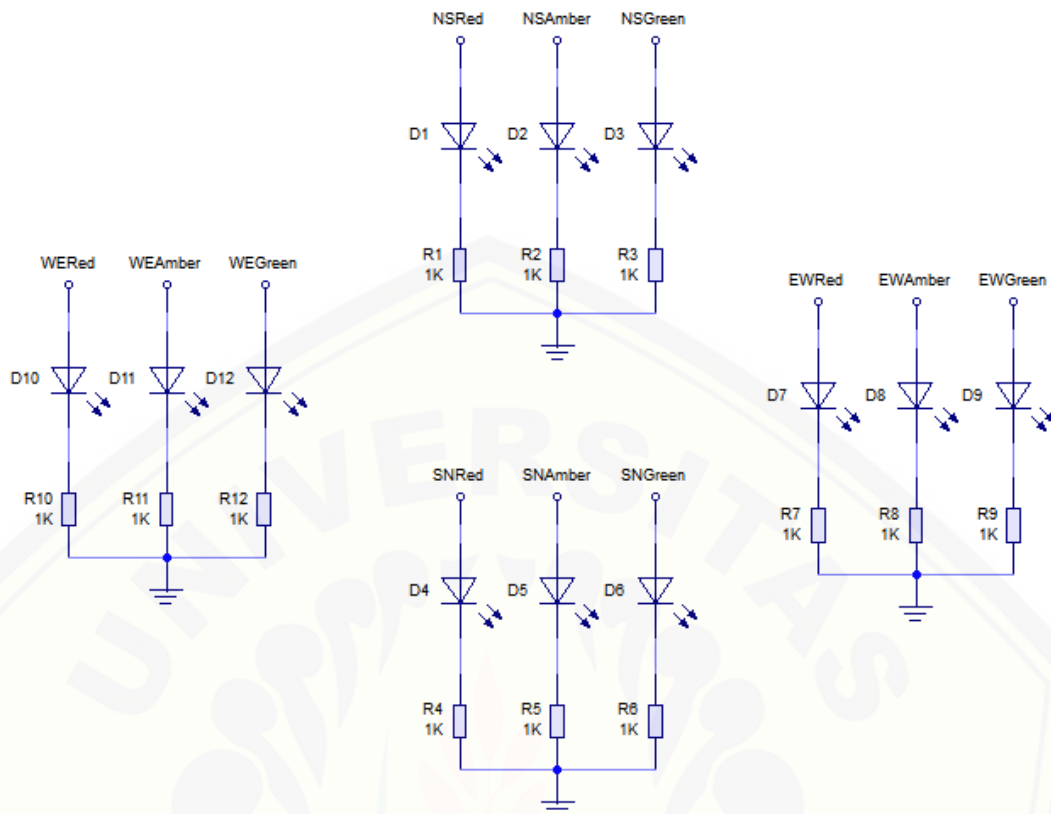 NSRed NSAmber NSGreen
D1 D2 D3
R1 R2 R3
1K 1K 1K
WERed WEAmber WEGreen
D10 D11 D12
R10 R11 R12
1K 1K 1K
EWRed EWAmber EWGreen
D7 D8 D9
R7 R8 R9
1K 1K 1K
SNRed SNAmber SNGreen
D4 D5 D6
R4 R5 R6
1K 1K 1K
UNIVERSITAS